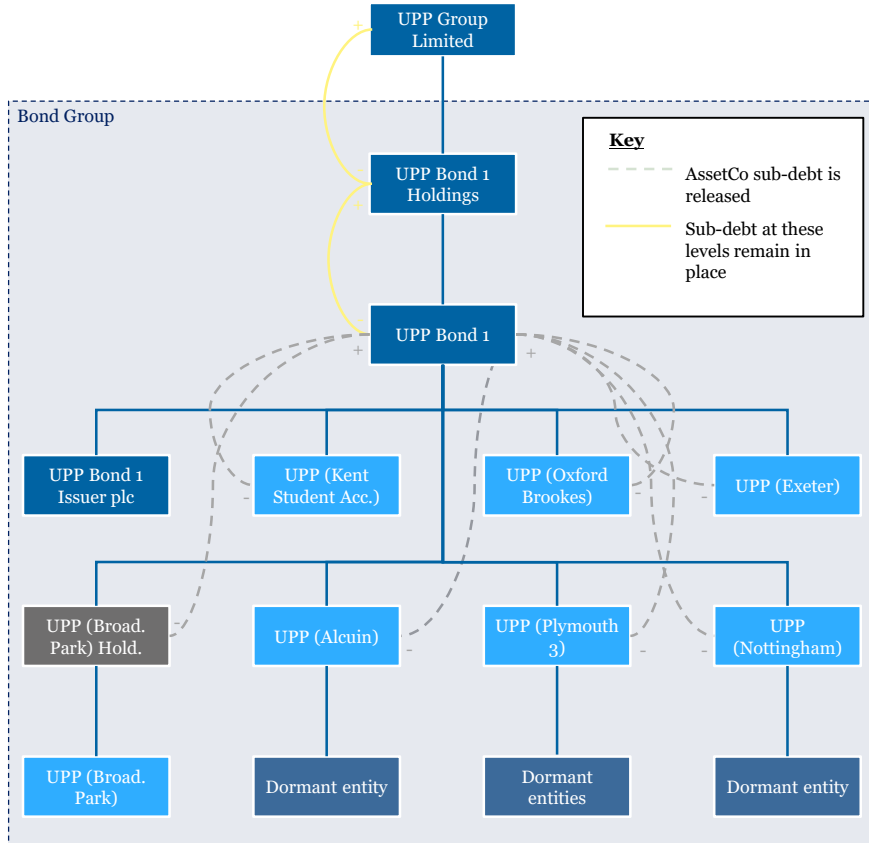 UPP Group
Limited
+
Bond Group
Key
AssetCo sub-debt is
released
Sub-debt at these
levels remain in
place
-
UPP Bond 1
Holdings
+
-
UPP Bond 1
+
+
UPP Bond 1
Issuer plc
UPP (Kent
Student Acc.)
-
UPP (Oxford
Brookes)
-
UPP (Exeter)
-
UPP (Broad.
Park) Hold.
-
UPP (Alcuin)
-
UPP (Plymouth
3)
-
UPP
(Nottingham)
-
UPP (Broad.
Park)
Dormant entity
Dormant
entities
Dormant entity